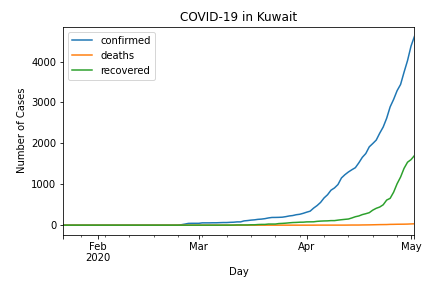 COVID-19 in Kuwait
confirmed
deaths
recovered
Number of Cases
4000
3000
2000
1000
0
Feb
2020
Mar
Apr
May
Day